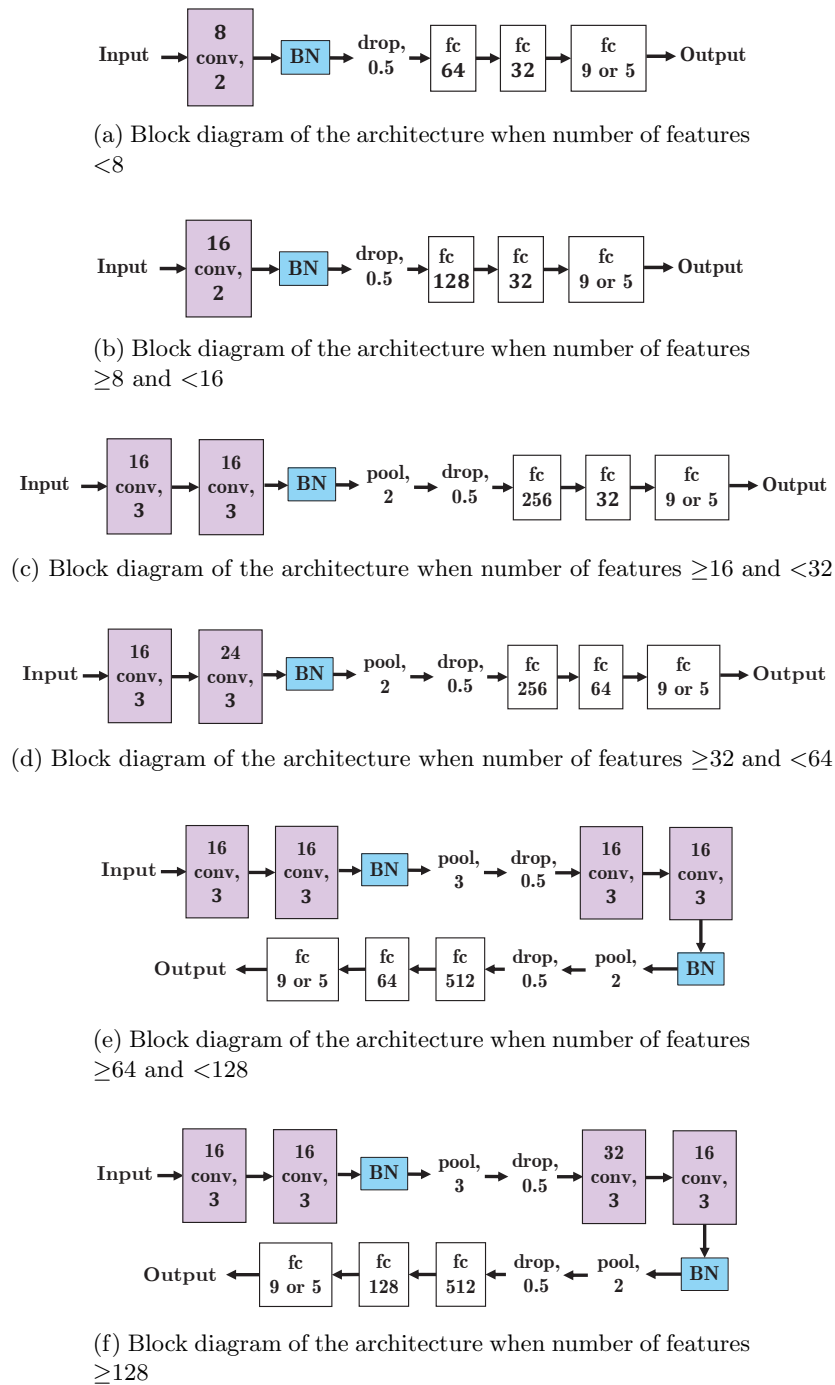 Input
8
conv,
2
BN
drop,
0.5
fc
64
fc
32
fc
9 or 5
Output
(a) Block diagram of the architecture when number of features
<8
Input
16
conv,
2
BN
drop,
0.5
fc
128
fc
32
fc
9 or 5
Output
(b) Block diagram of the architecture when number of features
≥8 and <16
Input
16
conv,
3
16
conv,
3
BN
pool,
2
drop,
0.5
fc
256
fc
32
fc
9 or 5
Output
(c) Block diagram of the architecture when number of features ≥16 and <32
Input
16
conv,
3
24
conv,
3
BN
pool,
2
drop,
0.5
fc
256
fc
64
fc
9 or 5
Output
(d) Block diagram of the architecture when number of features ≥32 and <64
Input
16
conv,
3
16
conv,
3
BN
pool,
3
drop,
0.5
16
conv,
3
16
conv,
3
BN
pool,
2
drop,
0.5
fc
512
fc
64
fc
9 or 5
Output
(e) Block diagram of the architecture when number of features
≥64 and <128
Input
16
conv,
3
16
conv,
3
BN
pool,
3
drop,
0.5
32
conv,
3
16
conv,
3
BN
pool,
2
drop,
0.5
fc
512
fc
128
fc
9 or 5
Output
(f) Block diagram of the architecture when number of features
≥128